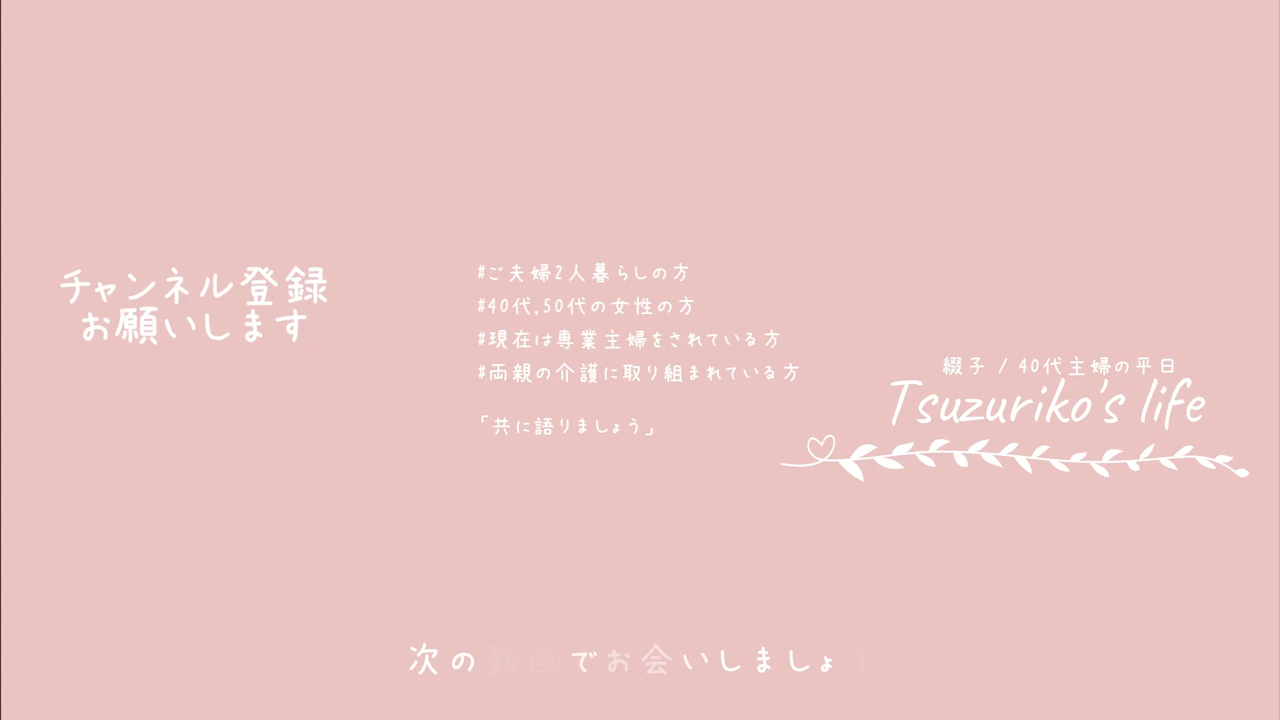 チャンネル登録
お願いします
#ご夫婦2人暮らしの方
#40代,50代の女性の方
#現在は専業主婦をされている方
#両親の介護に取り組まれている方
「共に語りましょう」
綴子 / 40代主婦の平日
Tsuzuriko's life
次の動画でお会いしましょう